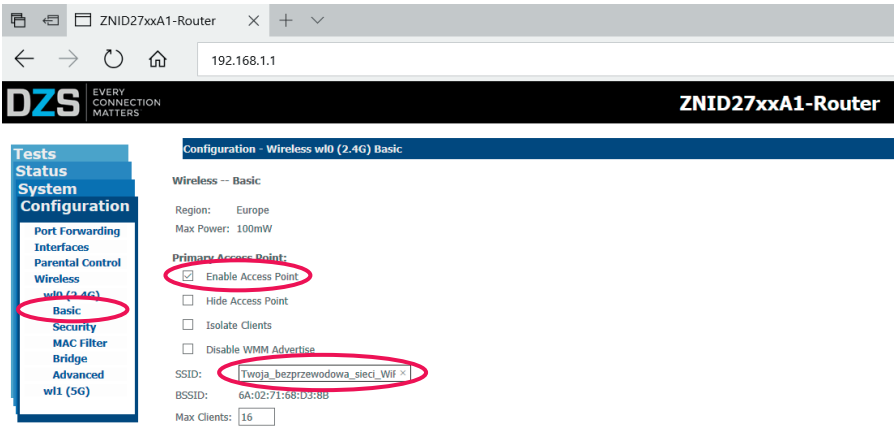 ZNID27xxA1-Router
192.168.1.1
DZS EVERY
CONNECTION
MATTERS
ZNID27xxA1-Router
Tests
Status
System
Configuration
Port Forwarding
Interfaces
Parental Control
Wireless
wl0 (2.4G)
Basic
Security
MAC Filter
Bridge
Advanced
wl1 (5G)
Configuration - Wireless wl0 (2.4G) Basic
Wireless -- Basic
Region: Europe
Max Power: 100mW
Primary Access Point:
Enable Access Point
Hide Access Point
Isolate Clients
Disable WMM Advertise
SSID: Twoja_bezprzewodowa_sieci_WiF
BSSID: 6A:02:71:68:D3:8B
Max Clients: 16